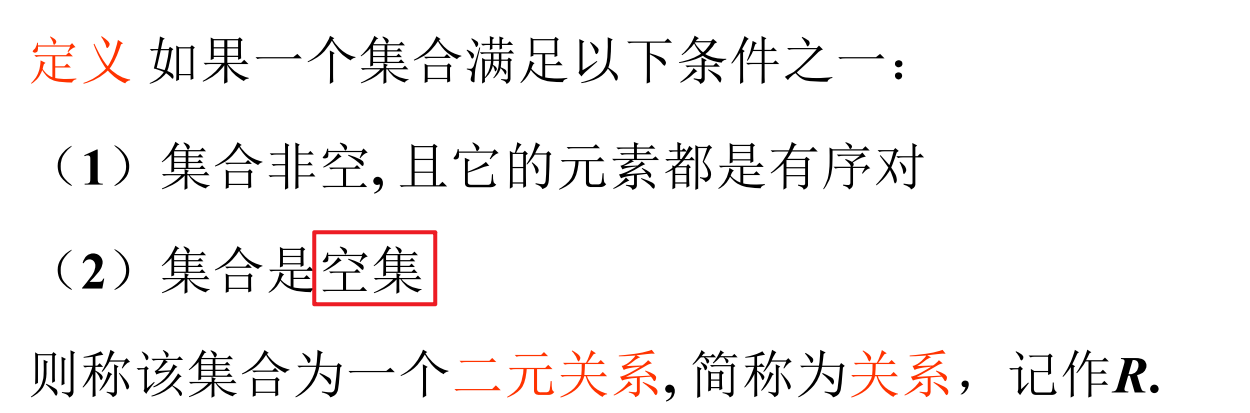 定义 如果一个集合满足以下条件之一：
（1）集合非空, 且它的元素都是有序对
（2）集合是空集
则称该集合为一个二元关系, 简称为关系，记作R.